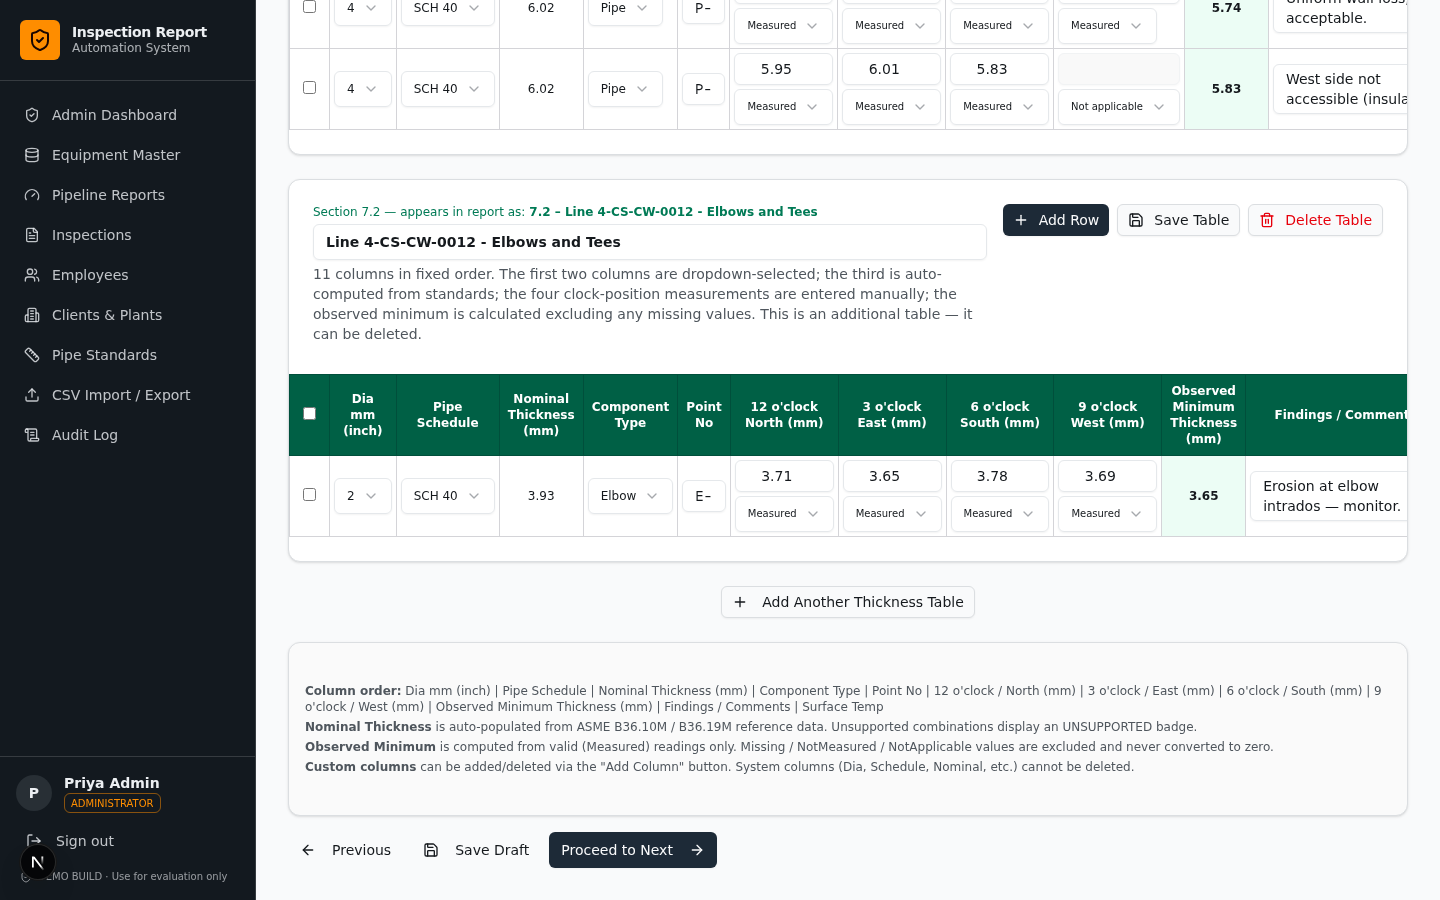 Inspection Report
Automation System
Admin Dashboard
Equipment Master
Pipeline Reports
Inspections
Employees
Clients & Plants
Pipe Standards
CSV Import / Export
Audit Log
P
Priya Admin
ADMINISTRATOR
Sign out
N
EMO BUILD · Use for evaluation only
4 SCH 40 6.02 Pipe P- Measured Measured Measured Measured 5.74
acceptable.
4 SCH 40 6.02 Pipe P- 5.95 6.01 5.83 5.83
Measured Measured Measured Not applicable
West side not
accessible (insula
Section 7.2 — appears in report as: 7.2 – Line 4-CS-CW-0012 - Elbows and Tees
Line 4-CS-CW-0012 - Elbows and Tees
Add Row
Save Table
Delete Table
11 columns in fixed order. The first two columns are dropdown-selected; the third is auto-
computed from standards; the four clock-position measurements are entered manually; the
observed minimum is calculated excluding any missing values. This is an additional table — it
can be deleted.
Dia
mm
(inch)
Pipe
Schedule
Nominal
Thickness
(mm)
Component
Type
Point
No
12 o'clock
North (mm)
3 o'clock
East (mm)
6 o'clock
South (mm)
9 o'clock
West (mm)
Observed
Minimum
Thickness
(mm)
Findings / Comment
2 SCH 40 3.93 Elbow E- 3.71 3.65 3.78 3.69 3.65
Measured Measured Measured Measured
Erosion at elbow
intrados — monitor.
Add Another Thickness Table
Column order: Dia mm (inch) | Pipe Schedule | Nominal Thickness (mm) | Component Type | Point No | 12 o'clock / North (mm) | 3 o'clock / East (mm) | 6 o'clock / South (mm) | 9
o'clock / West (mm) | Observed Minimum Thickness (mm) | Findings / Comments | Surface Temp
Nominal Thickness is auto-populated from ASME B36.10M / B36.19M reference data. Unsupported combinations display an UNSUPPORTED badge.
Observed Minimum is computed from valid (Measured) readings only. Missing / NotMeasured / NotApplicable values are excluded and never converted to zero.
Custom columns can be added/deleted via the "Add Column" button. System columns (Dia, Schedule, Nominal, etc.) cannot be deleted.
Previous
Save Draft
Proceed to Next